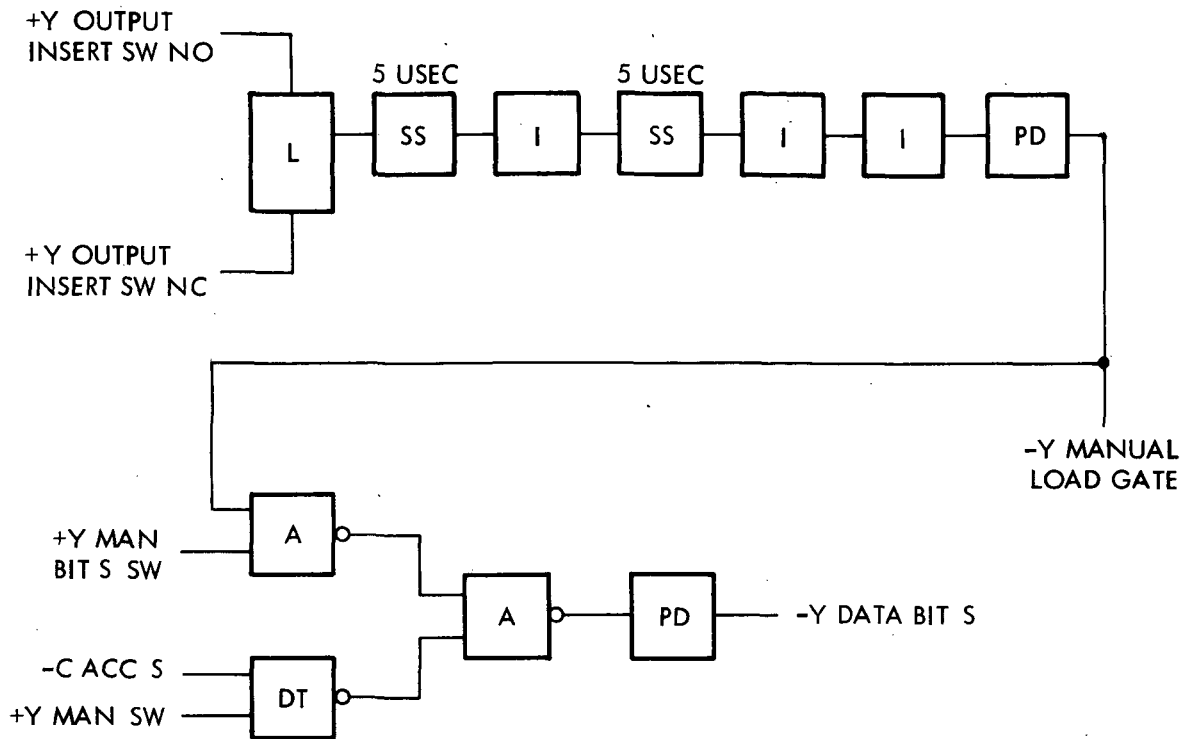 +Y OUTPUT
INSERT SW NO
5 USEC
5 USEC
L
SS
I
SS
I
I
PD
+Y OUTPUT
INSERT SW NC
-Y MANUAL
LOAD GATE
+Y MAN
BIT S SW
A
A
PD
-Y DATA BIT S
-C ACC S
+Y MAN SW
DT